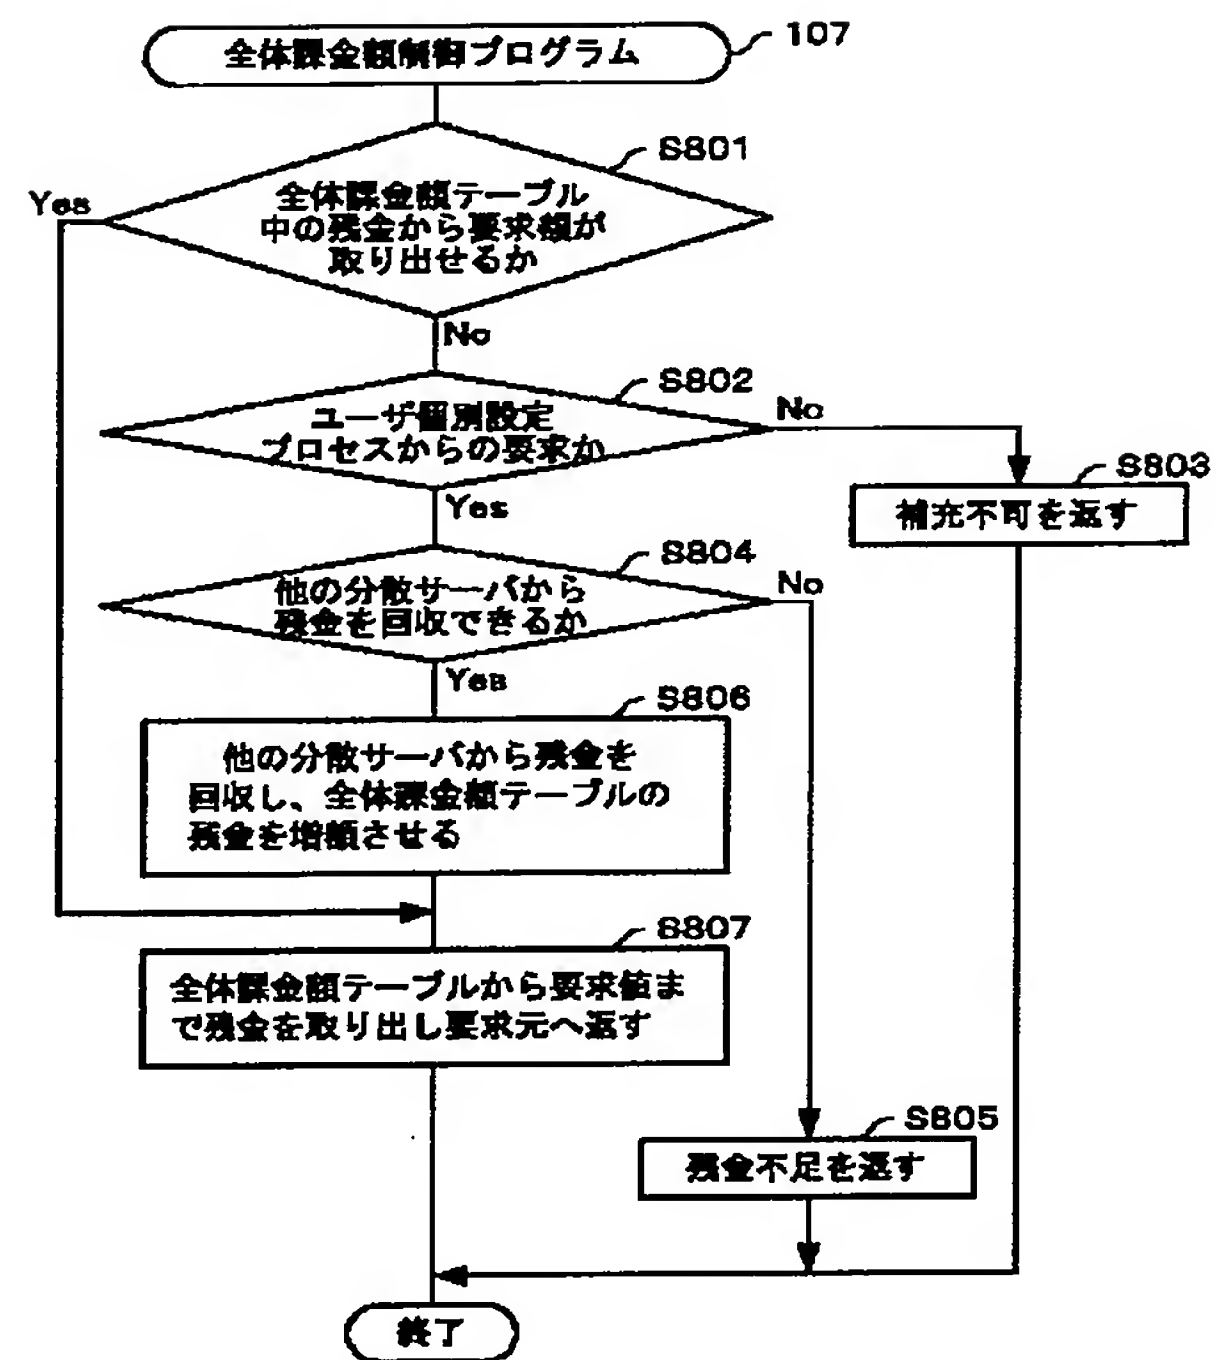 全体課金額制御プログラム
107
S801
Yes
全体課金額テーブル
中の残金から要求額が
取り出せるか
No
S802
ユーザ個別設定
プロセスからの要求か
No
S803
補充不可を返す
Yes
S804
他の分散サーバから
残金を回収できるか
No
Yes
S806
他の分散サーバから残金を
回収し、全体課金額テーブルの
残金を増額させる
S807
全体課金額テーブルから要求値ま
で残金を取り出し要求元へ返す
S805
残金不足を返す
終了